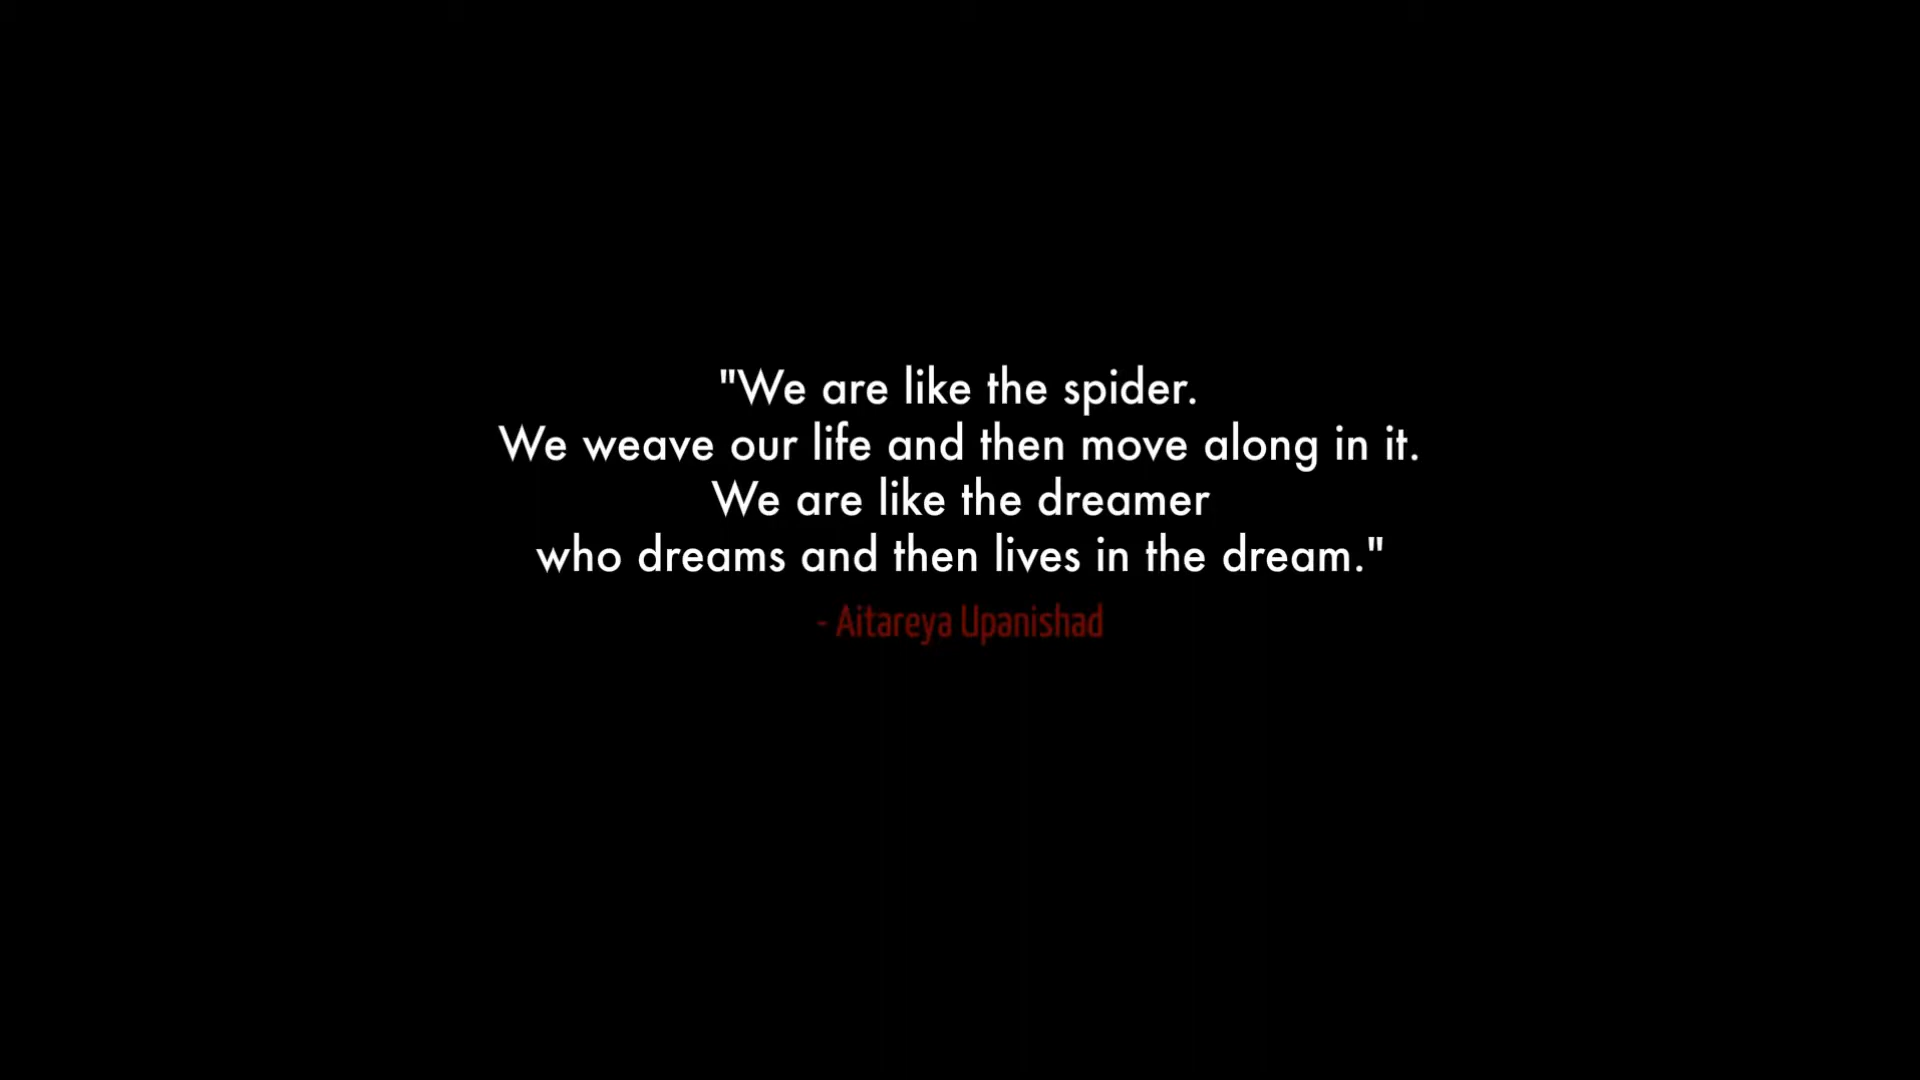 "We are like the spider.
We weave our life and then move along in it.
We are like the dreamer
who dreams and then lives in the dream."
- Aitareya Upanishad